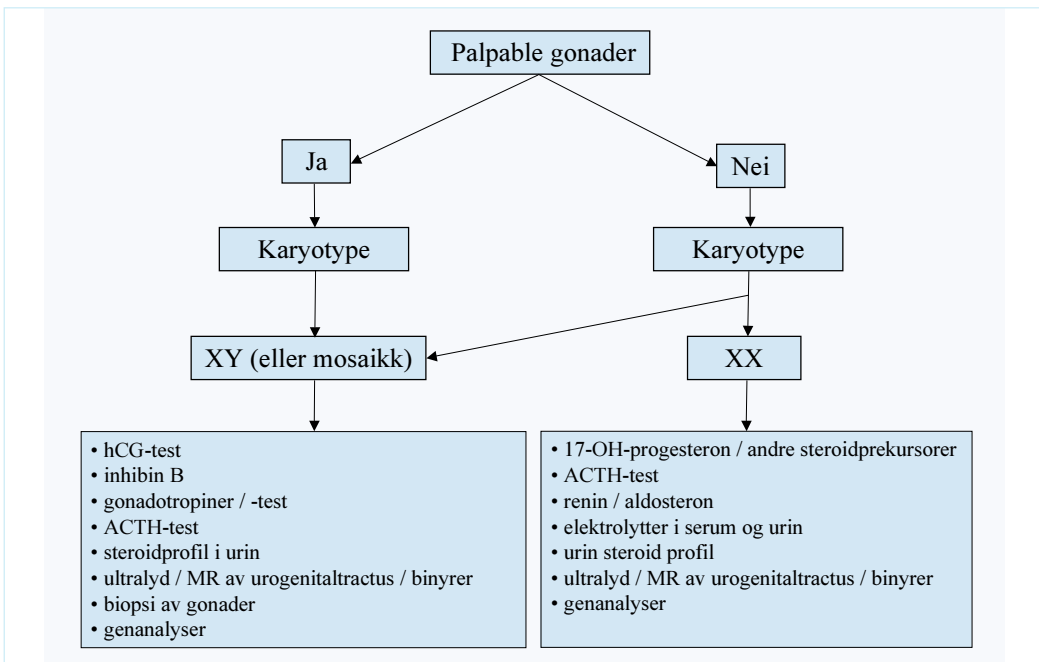 Palpable gonader
Ja
Nei
Karyotype
Karyotype
XY (eller mosaikk)
XX
• hCG-test
• inhibin B
• gonadotropiner / -test
• ACTH-test
• steroidprofil i urin
• ultralyd / MR av urogenitaltractus / binyrer
• biopsi av gonader
• genanalyser
• 17-OH-progesteron / andre steroidprekursorer
• ACTH-test
• renin / aldosteron
• elektrolytter i serum og urin
• urin steroid profil
• ultralyd / MR av urogenitaltractus / binyrer
• genanalyser